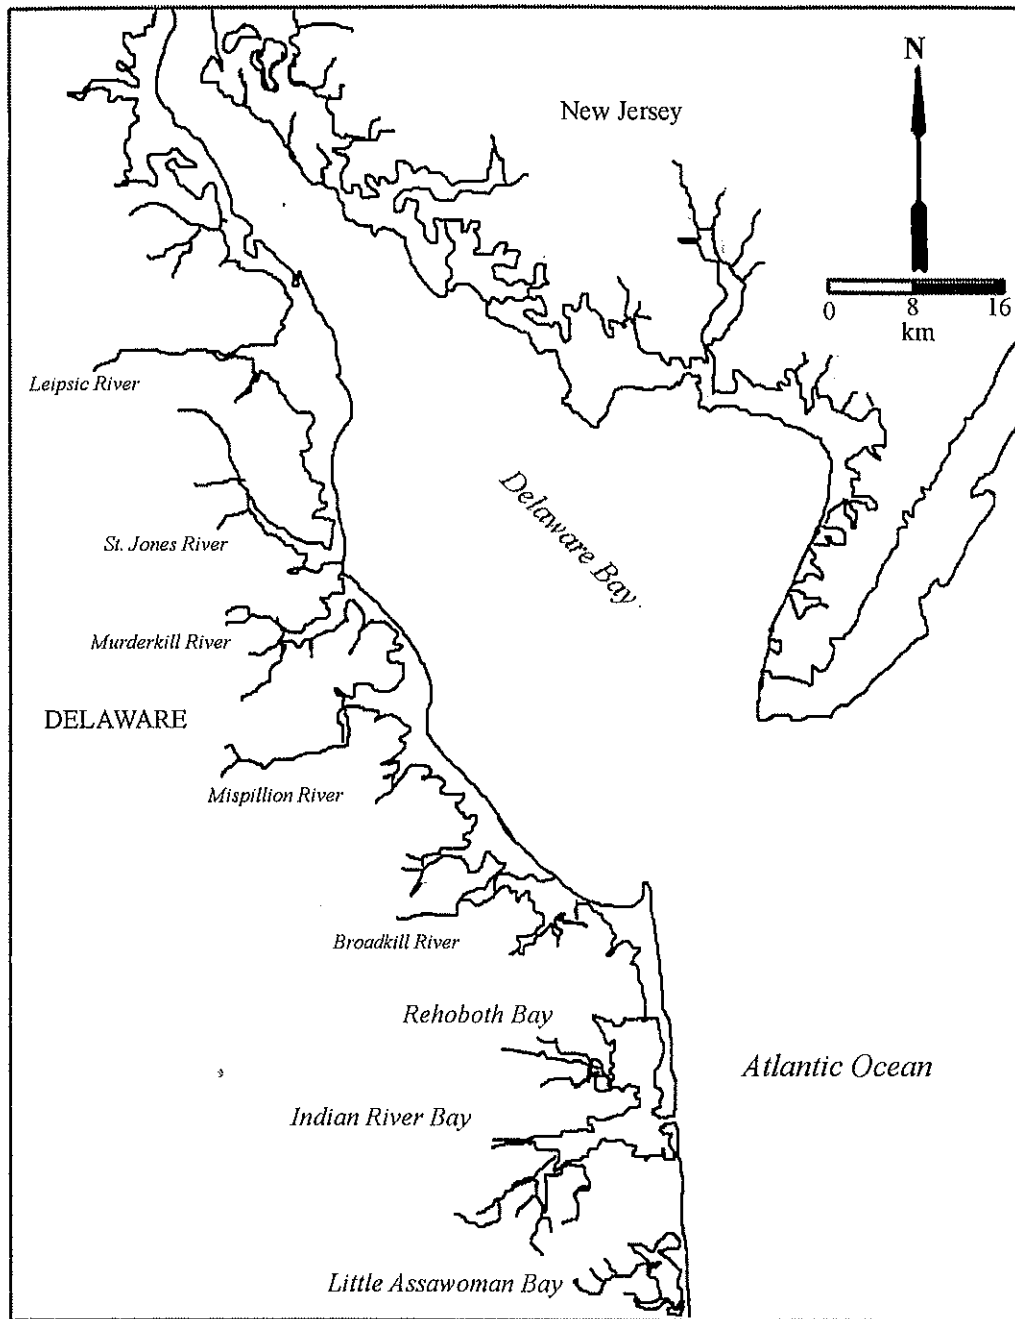 N
New Jersey
0 8 16
km
Leipsic River
Delaware Bay
St. Jones River
Murderkill River
DELAWARE
Mispillion River
Broadkill River
Rehoboth Bay
Atlantic Ocean
Indian River Bay
Little Assawoman Bay